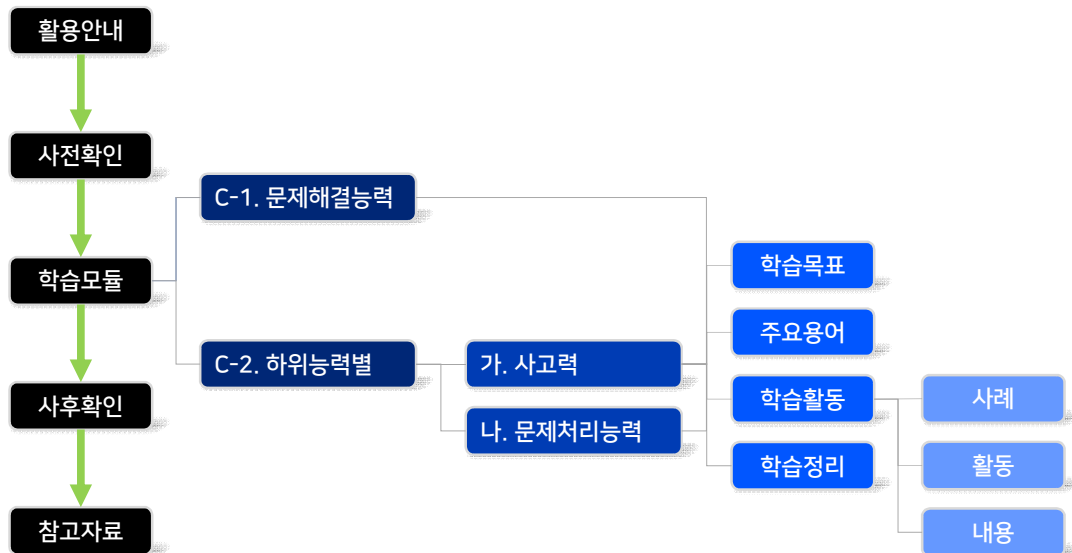 활용안내
사전확인
C-1. 문제해결능력
학습목표
학습모듈
주요용어
C-2. 하위능력별
가. 사고력
학습활동
사례
사후확인
나. 문제처리능력
학습정리
활동
참고자료
내용